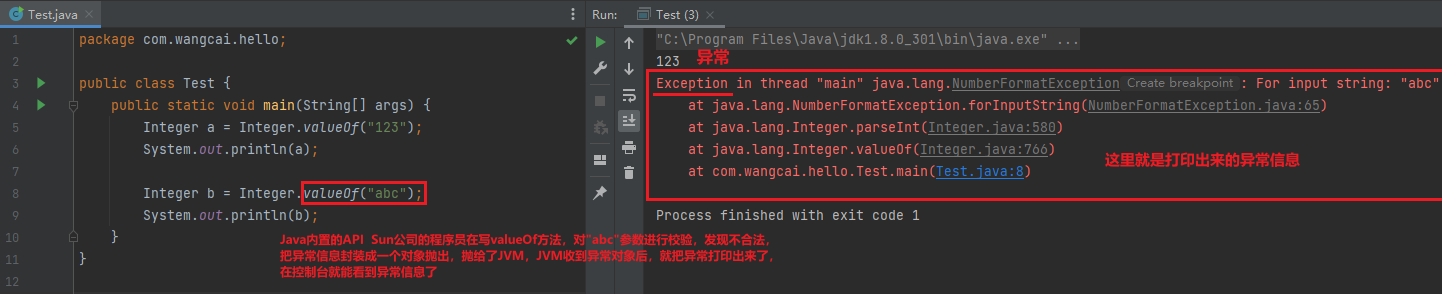 Test.java
Run: Test (3)
1 package com.wangcai.hello;
2
3 public class Test {
4 public static void main(String[] args) {
5 Integer a = Integer.valueOf("123");
6 System.out.println(a);
7
8 Integer b = Integer.valueOf("abc");
9 System.out.println(b);
10 }
11 }
12
Java内置的API Sun公司的程序员在写valueOf方法，对"abc"参数进行校验，发现不合法，
把异常信息封装成一个对象抛出，抛给了JVM，JVM收到异常对象后，就把异常打印出来了，
在控制台就能看到异常信息了
"C:\Program Files\Java\jdk1.8.0_301\bin\java.exe" ...
123
异常
Exception in thread "main" java.lang.NumberFormatException Create breakpoint : For input string: "abc"
at java.lang.NumberFormatException.forInputString(NumberFormatException.java:65)
at java.lang.Integer.parseInt(Integer.java:580)
at java.lang.Integer.valueOf(Integer.java:766)
at com.wangcai.hello.Test.main(Test.java:8)
这里就是打印出来的异常信息
Process finished with exit code 1